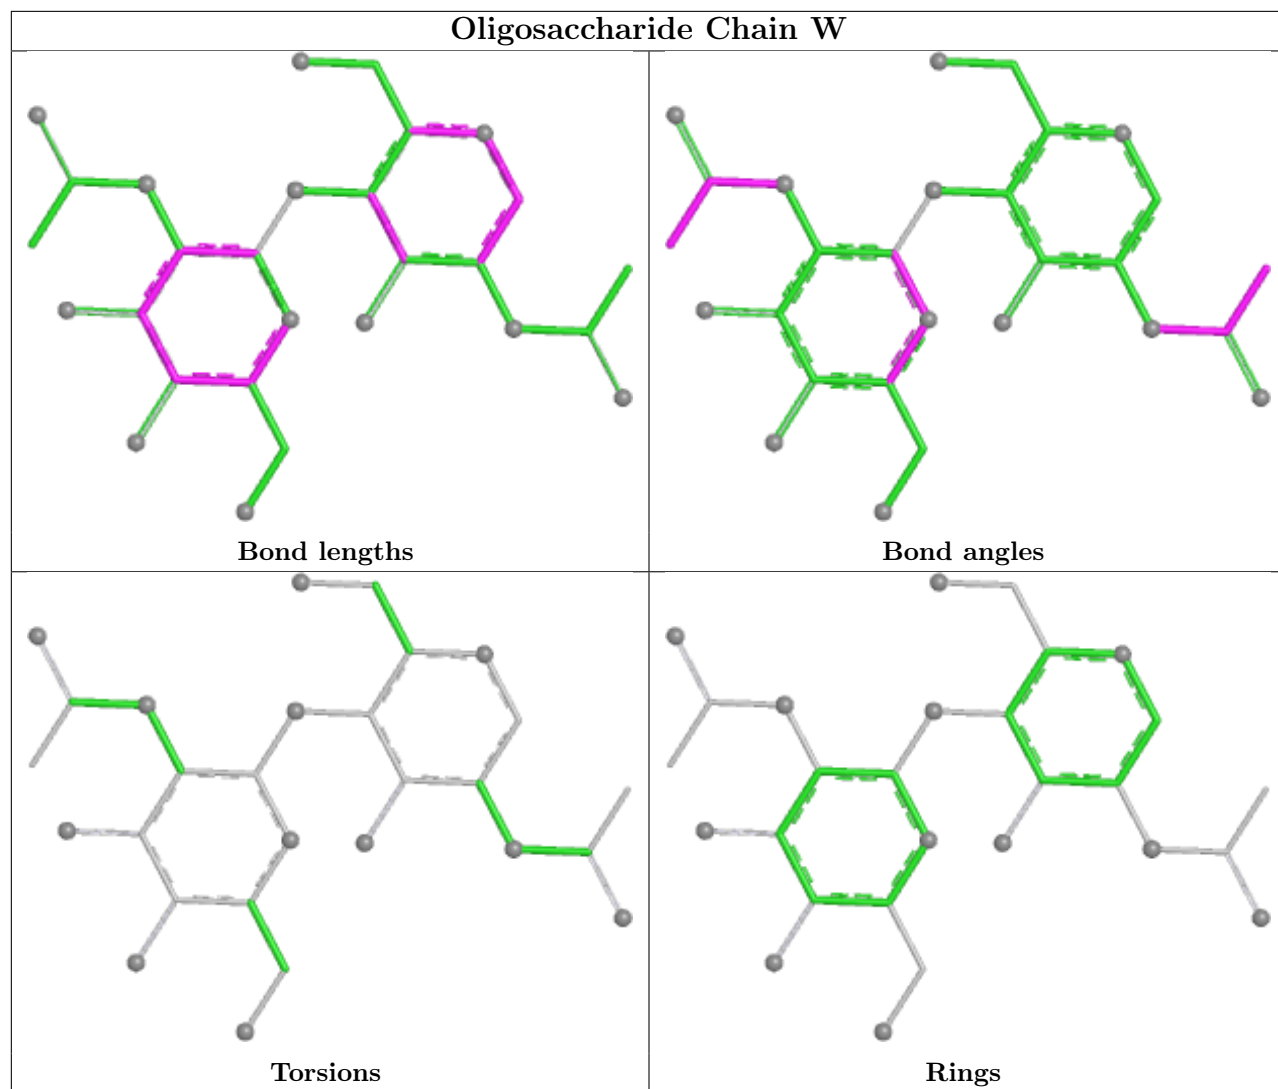 Oligosaccharide Chain W
Bond lengths
Bond angles
Torsions
Rings